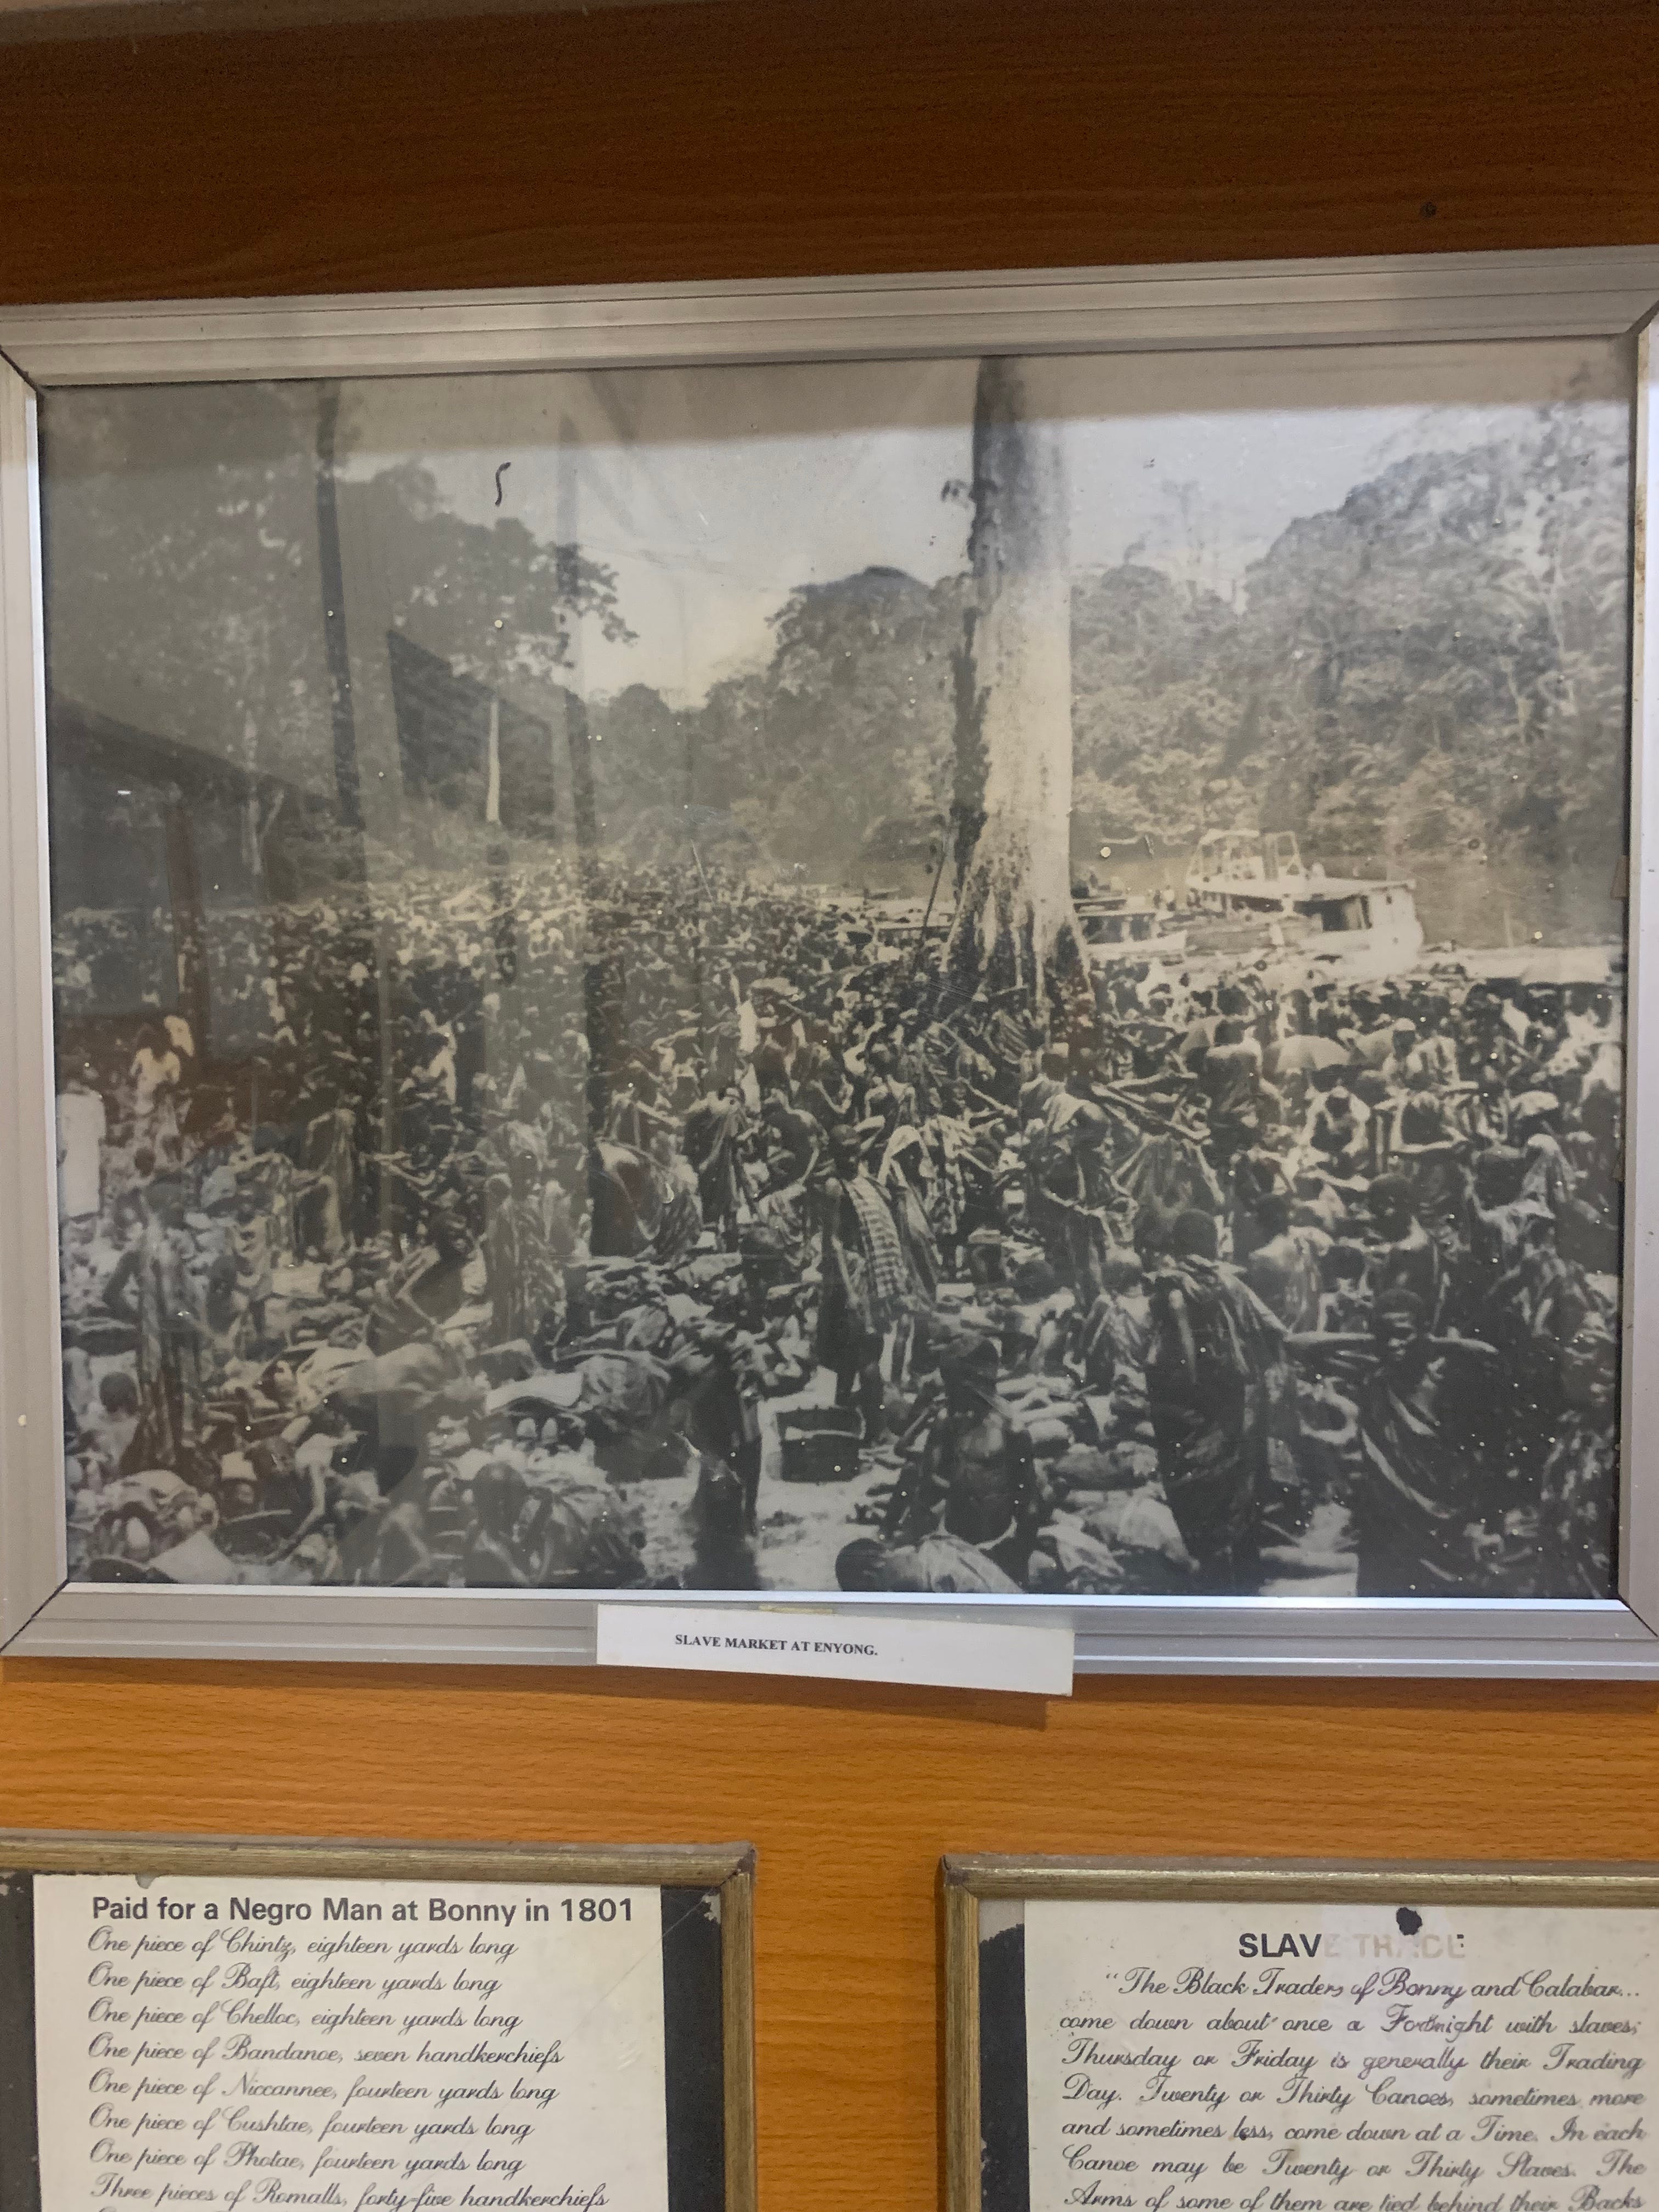 SLAVE MARKET AT ENYONG.
Paid for a Negro Man at Bonny in 1801
One piece of Chintz, eighteen yards long
One piece of Baft, eighteen yards long
One piece of Chelloc, eighteen yards long
One piece of Bandanoe, seven handkerchiefs
One piece of Niccannee, fourteen yards long
One piece of Cushtae, fourteen yards long
One piece of Photae, fourteen yards long
Three pieces of Romalls, forty-five handkerchiefs
SLAVE TRADE
"The Black Traders of Bonny and Calabar...
come down about once a Fortnight with slaves;
Thursday or Friday is generally their Trading
Day. Twenty or Thirty Canoes, sometimes more
and sometimes less, come down at a Time. In each
Canoe may be Twenty or Thirty Slaves. The
Arms of some of them are tied behind their Backs